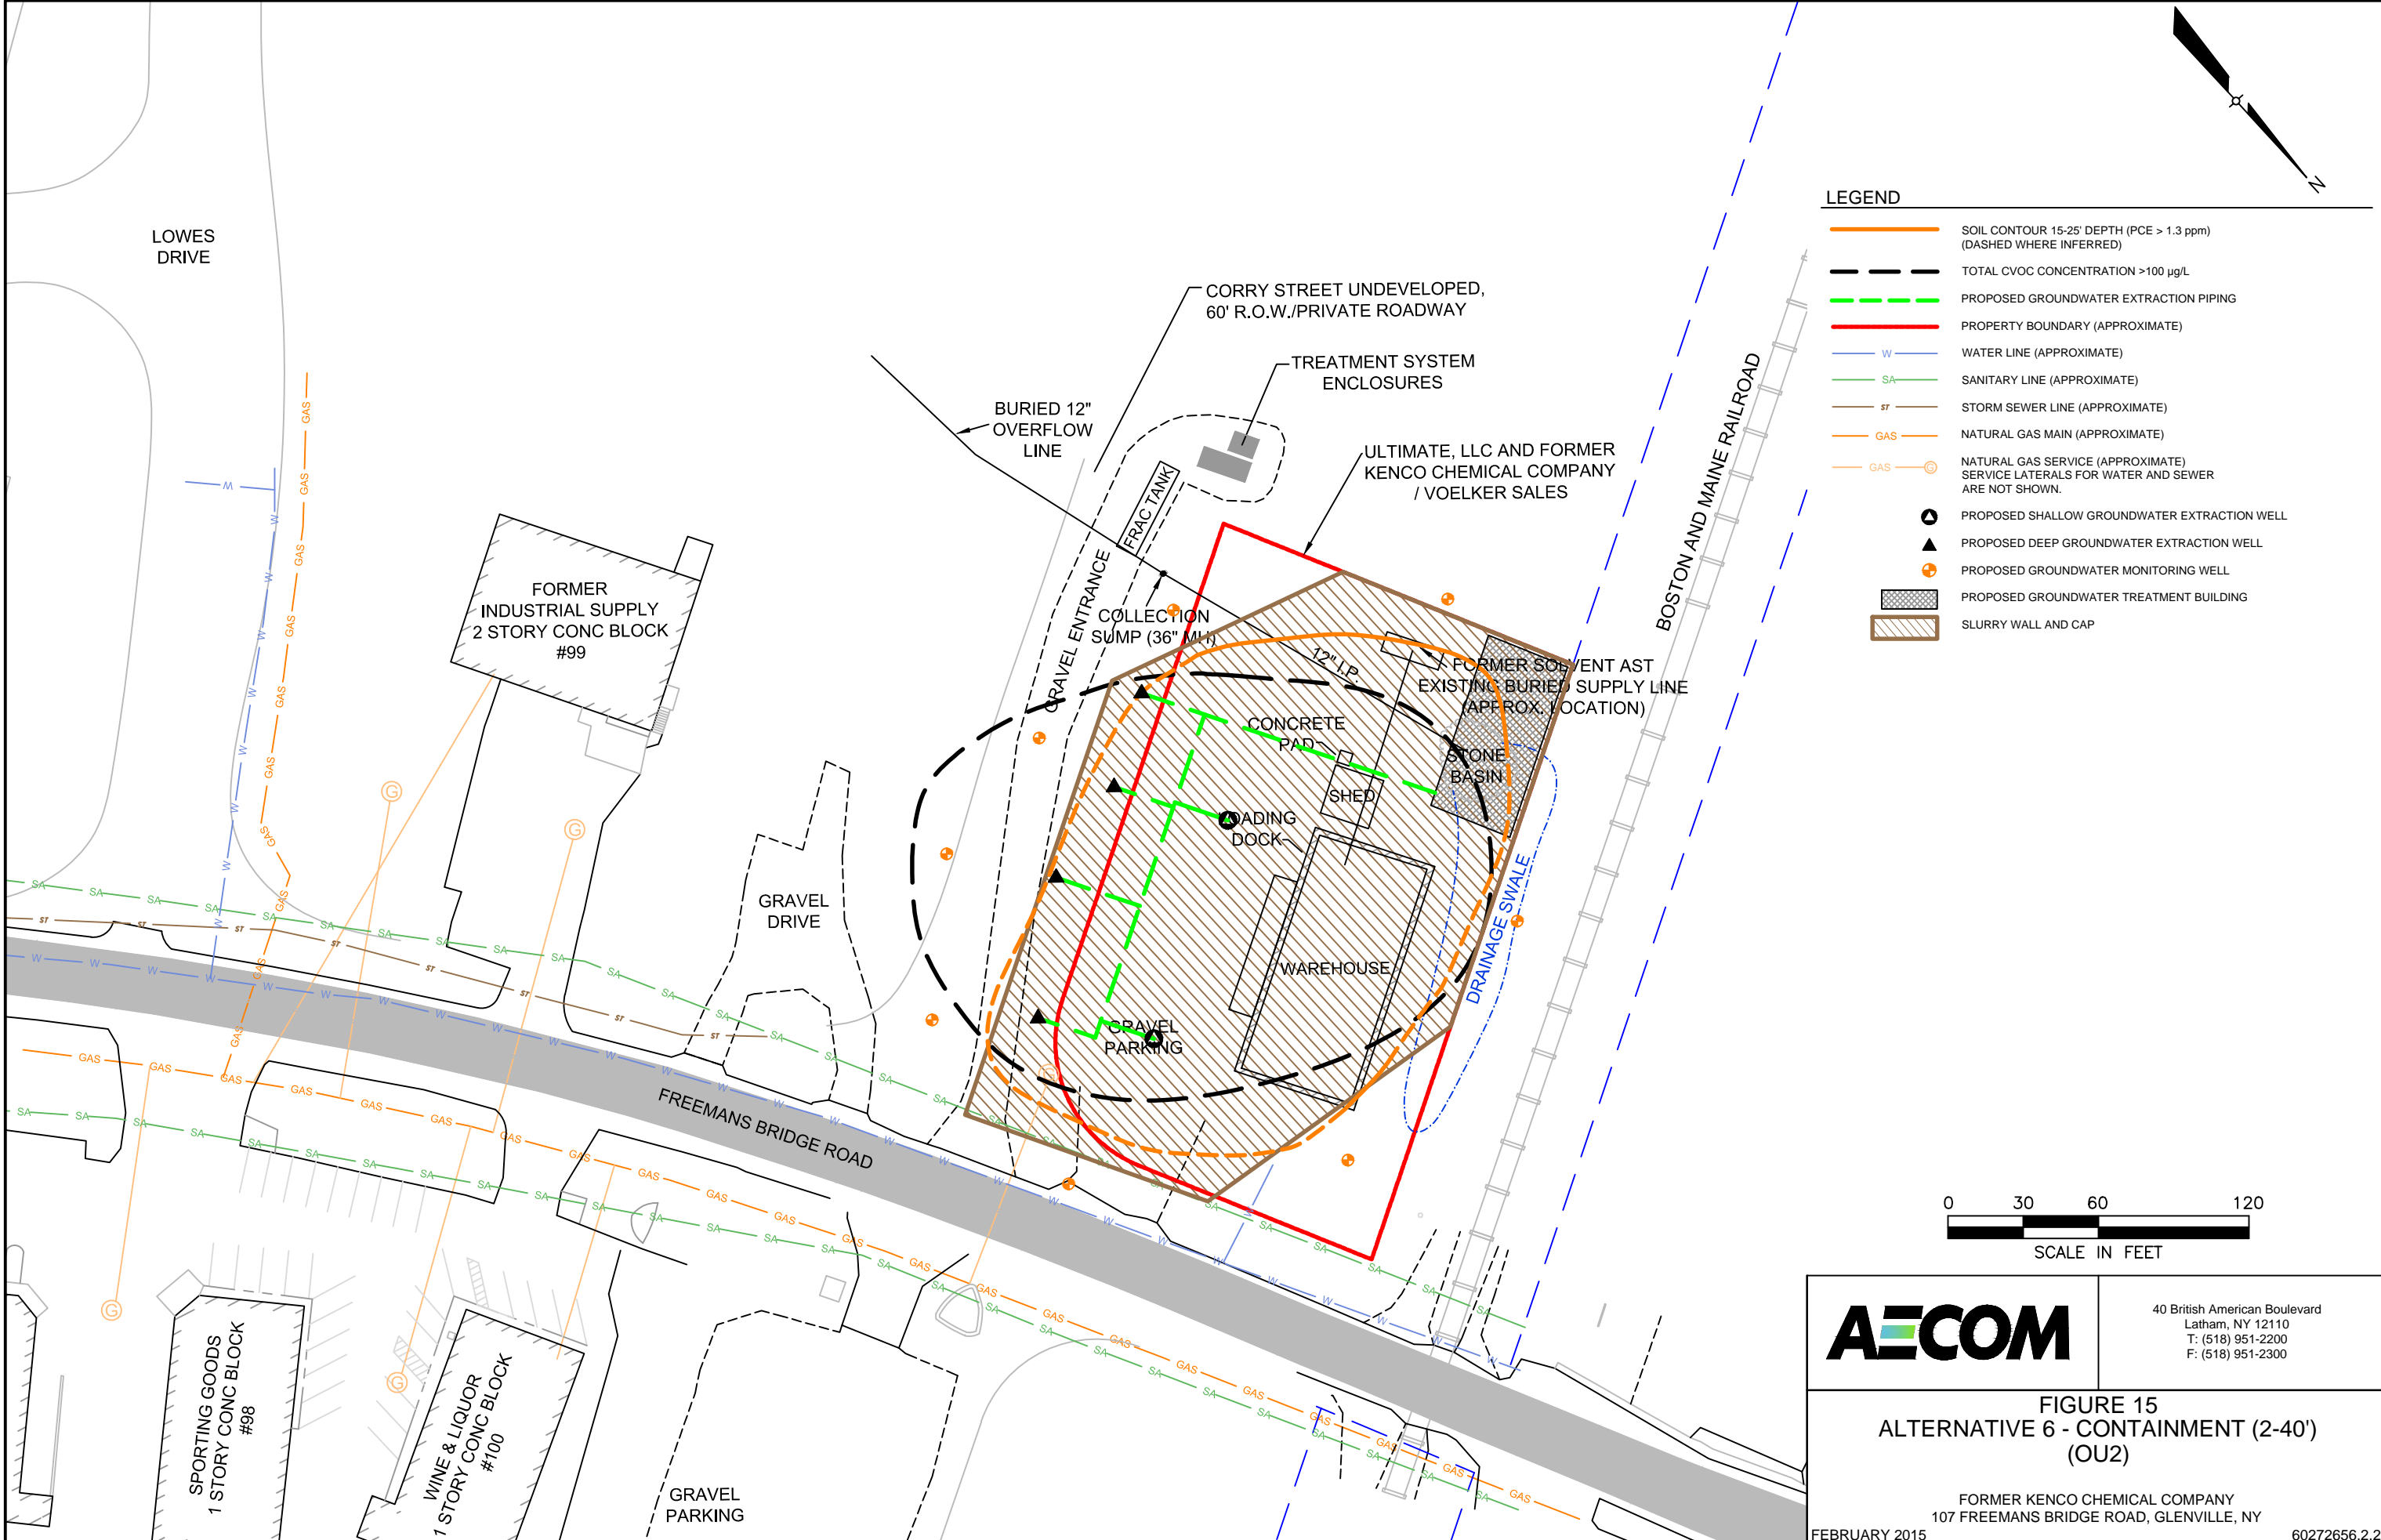 LOWES
DRIVE
CORRY STREET UNDEVELOPED,
60' R.O.W./PRIVATE ROADWAY
TREATMENT SYSTEM
ENCLOSURES
BURIED 12"
OVERFLOW
LINE
ULTIMATE, LLC AND FORMER
KENCO CHEMICAL COMPANY
/ VOELKER SALES
FRAC TANK
GRAVEL ENTRANCE
COLLECTION
SUMP (36" MH)
12" I.P.
FORMER SOLVENT AST
EXISTING BURIED SUPPLY LINE
(APPROX. LOCATION)
CONCRETE
PAD
STONE
BASIN
SHED
LOADING
DOCK
WAREHOUSE
GRAVEL
PARKING
DRAINAGE SWALE
BOSTON AND MAINE RAILROAD
FORMER
INDUSTRIAL SUPPLY
2 STORY CONC BLOCK
#99
GRAVEL
DRIVE
FREEMANS BRIDGE ROAD
SPORTING GOODS
1 STORY CONC BLOCK
#98
WINE & LIQUOR
1 STORY CONC BLOCK
#100
GRAVEL
PARKING
N
LEGEND
SOIL CONTOUR 15-25' DEPTH (PCE > 1.3 ppm)
(DASHED WHERE INFERRED)
TOTAL CVOC CONCENTRATION >100 µg/L
PROPOSED GROUNDWATER EXTRACTION PIPING
PROPERTY BOUNDARY (APPROXIMATE)
W WATER LINE (APPROXIMATE)
SA SANITARY LINE (APPROXIMATE)
ST STORM SEWER LINE (APPROXIMATE)
GAS NATURAL GAS MAIN (APPROXIMATE)
GAS G NATURAL GAS SERVICE (APPROXIMATE)
SERVICE LATERALS FOR WATER AND SEWER
ARE NOT SHOWN.
PROPOSED SHALLOW GROUNDWATER EXTRACTION WELL
PROPOSED DEEP GROUNDWATER EXTRACTION WELL
PROPOSED GROUNDWATER MONITORING WELL
PROPOSED GROUNDWATER TREATMENT BUILDING
SLURRY WALL AND CAP
0 30 60 120
SCALE IN FEET
AECOM
40 British American Boulevard
Latham, NY 12110
T: (518) 951-2200
F: (518) 951-2300
FIGURE 15
ALTERNATIVE 6 - CONTAINMENT (2-40')
(OU2)
FORMER KENCO CHEMICAL COMPANY
107 FREEMANS BRIDGE ROAD, GLENVILLE, NY
FEBRUARY 2015 60272656.2.2